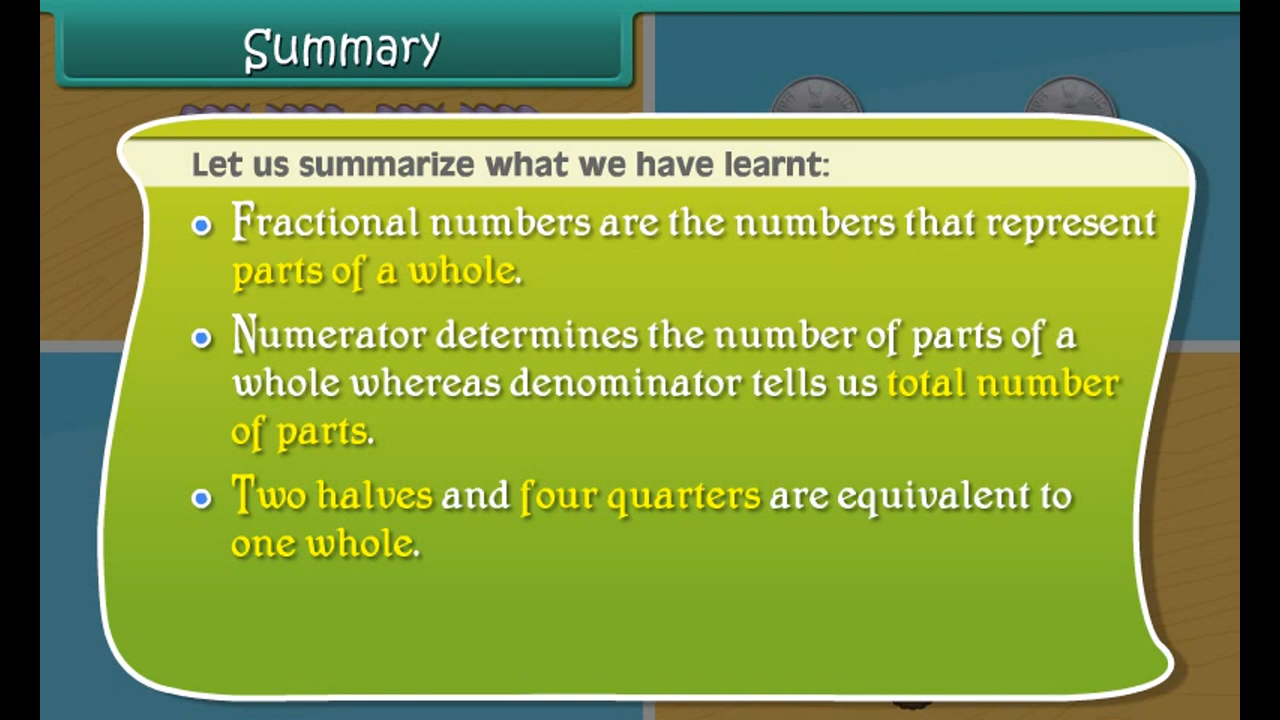 Summary
Let us summarize what we have learnt:
Fractional numbers are the numbers that represent
parts of a whole.
Numerator determines the number of parts of a
whole whereas denominator tells us total number
of parts.
Two halves and four quarters are equivalent to
one whole.